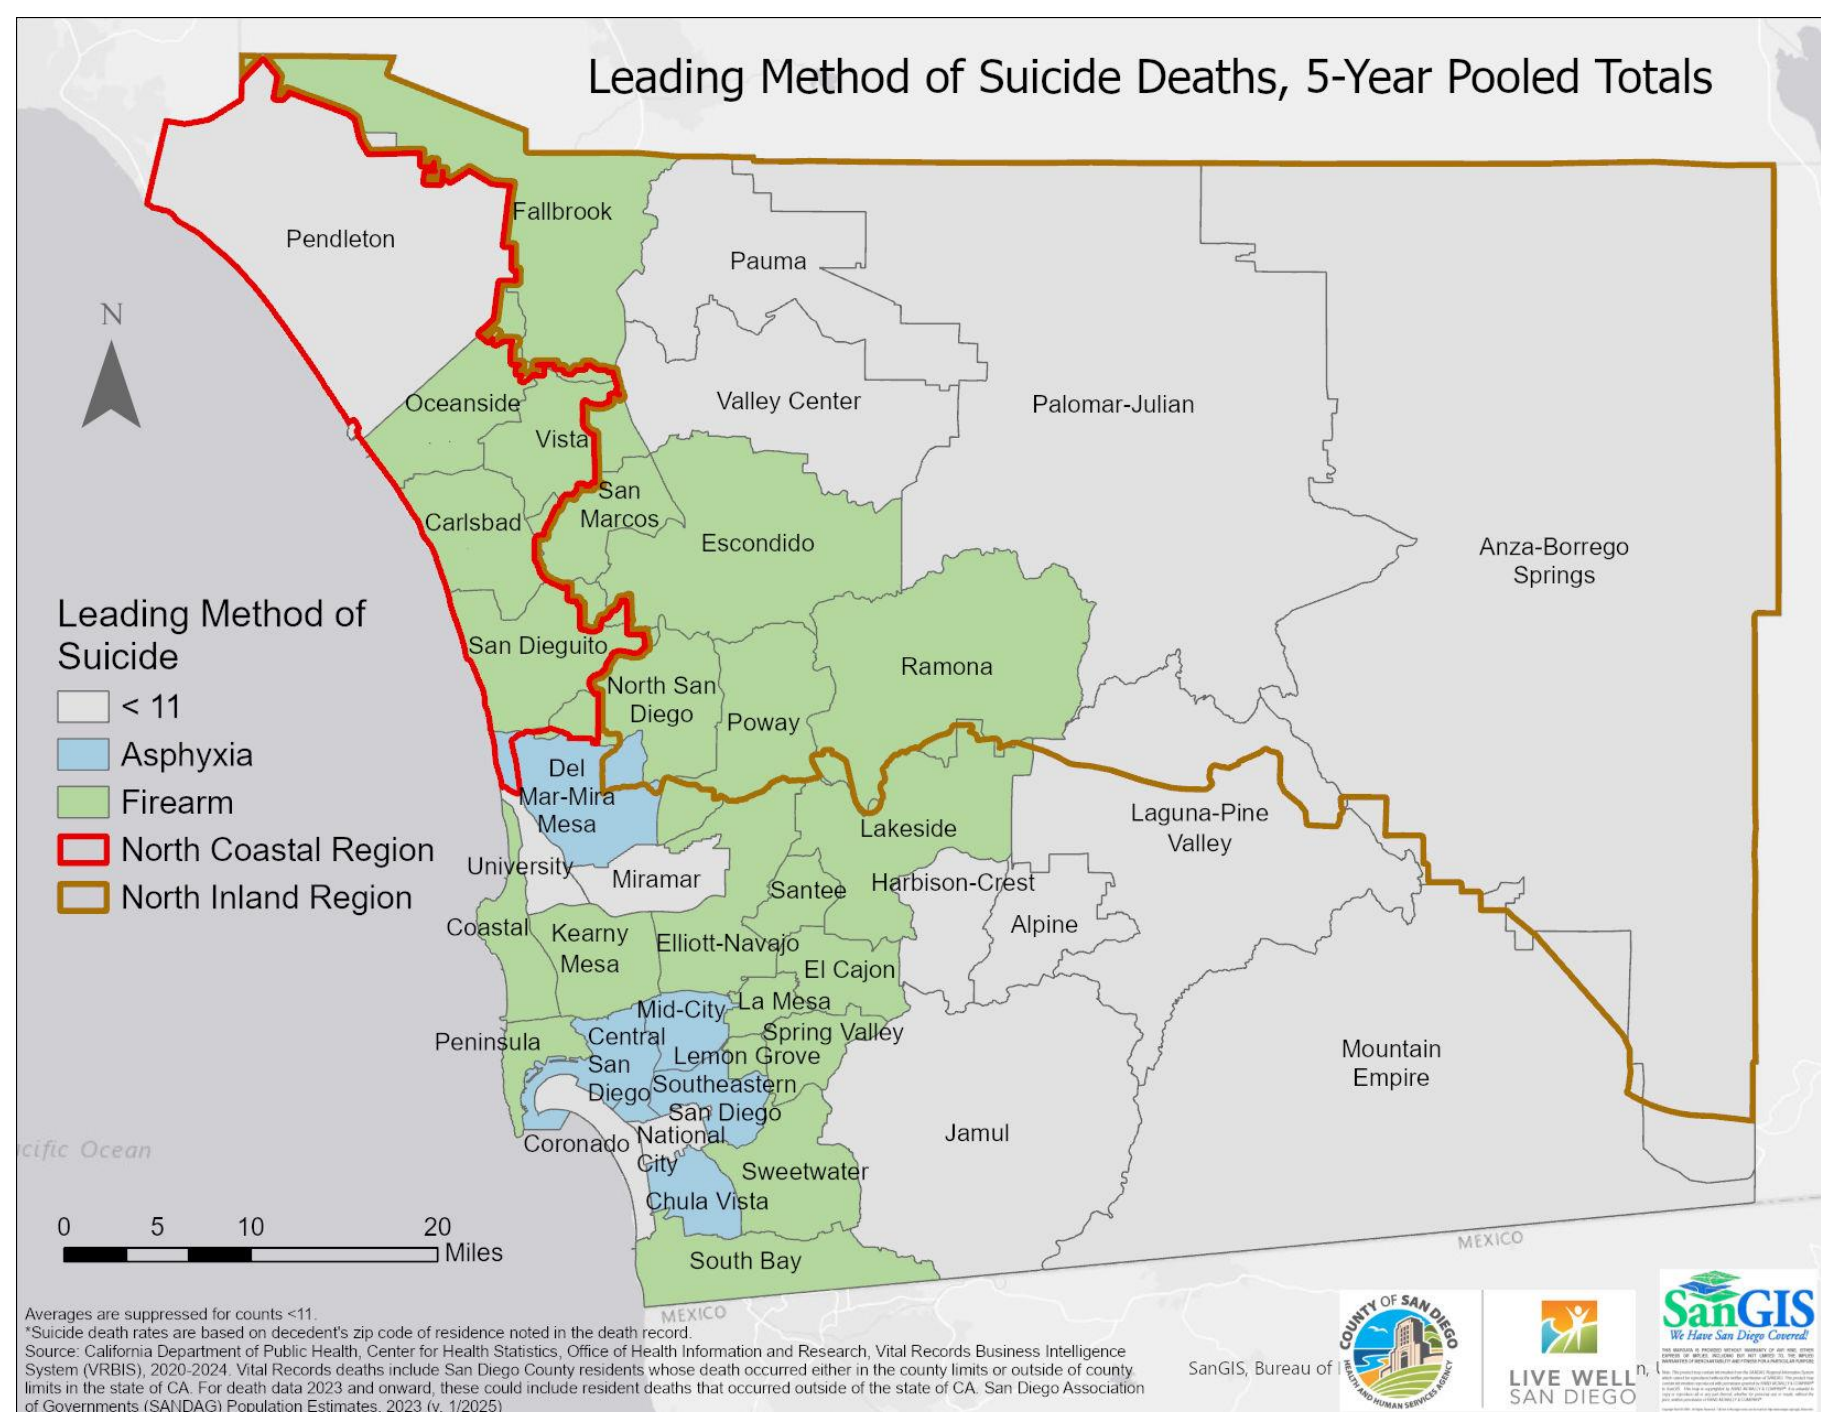 Leading Method of Suicide Deaths, 5-Year Pooled Totals
Fallbrook
Pendleton
Pauma
N
Oceanside
Valley Center
Palomar-Julian
Vista
San
Marcos
Carlsbad
Escondido
Anza-Borrego
Springs
Leading Method of
Suicide
< 11
Asphyxia
Firearm
North Coastal Region
North Inland Region
San Dieguito
Ramona
North San
Diego
Poway
Del
Mar-Mira
Mesa
Laguna-Pine
Valley
Lakeside
University
Miramar
Santee
Harbison-Crest
Alpine
Coastal
Kearny
Mesa
Elliott-Navajo
El Cajon
Mid-City
La Mesa
Peninsula
Central
San
Diego
Spring Valley
Lemon Grove
Mountain
Empire
Southeastern
San Diego
Coronado
National
City
Jamul
Sweetwater
Chula Vista
South Bay
cific Ocean
0 5 10 20
Miles
MEXICO
MEXICO
Averages are suppressed for counts <11.
*Suicide death rates are based on decedent's zip code of residence noted in the death record.
Source: California Department of Public Health, Center for Health Statistics, Office of Health Information and Research, Vital Records Business Intelligence
System (VRBIS), 2020-2024. Vital Records deaths include San Diego County residents whose death occurred either in the county limits or outside of county
limits in the state of CA. For death data 2023 and onward, these could include resident deaths that occurred outside of the state of CA. San Diego Association
of Governments (SANDAG) Population Estimates, 2023 (v. 1/2025)
SanGIS, Bureau of
COUNTY OF SAN DIEGO
HEALTH AND HUMAN SERVICES AGENCY
LIVE WELL
SAN DIEGO
SanGIS
We Have San Diego Covered!